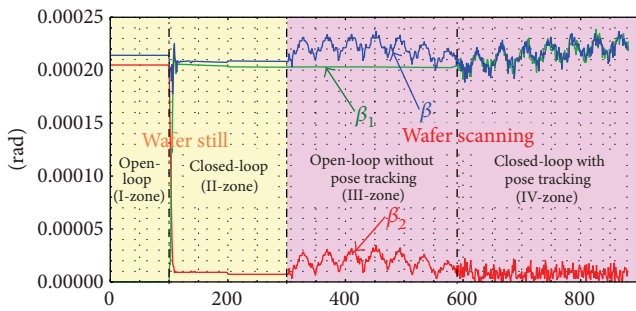 0.00025
0.00020
0.00015
0.00010
0.00005
0.00000
(rad)
β₁
β
Wafer still
Wafer scanning
Open-
loop
(I-zone)
Closed-loop
(II-zone)
Open-loop without
pose tracking
(III-zone)
Closed-loop with
pose tracking
(IV-zone)
β₂
0
200
400
600
800